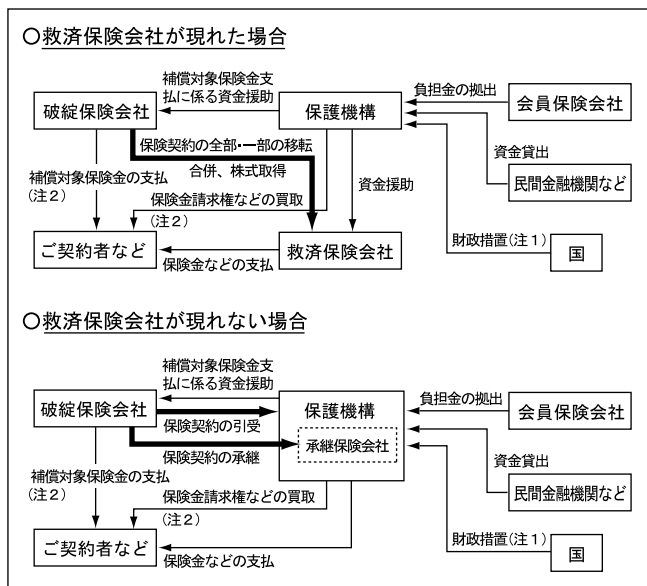 ○救済保険会社が現れた場合
補償対象保険金支
払に係る資金援助
負担金の拠出
破綻保険会社
保護機構
会員保険会社
保険契約の全部・一部の移転
合併、株式取得
資金貸出
補償対象保険金の支払
(注2)
保険金請求権などの買取
(注2)
資金援助
民間金融機関など
ご契約者など
救済保険会社
保険金などの支払
財政措置(注1)
国
○救済保険会社が現れない場合
補償対象保険金支
払に係る資金援助
負担金の拠出
破綻保険会社
保護機構
会員保険会社
保険契約の引受
承継保険会社
保険契約の承継
資金貸出
補償対象保険金の支払
(注2)
保険金請求権などの買取
(注2)
民間金融機関など
ご契約者など
保険金などの支払
財政措置(注1)
国